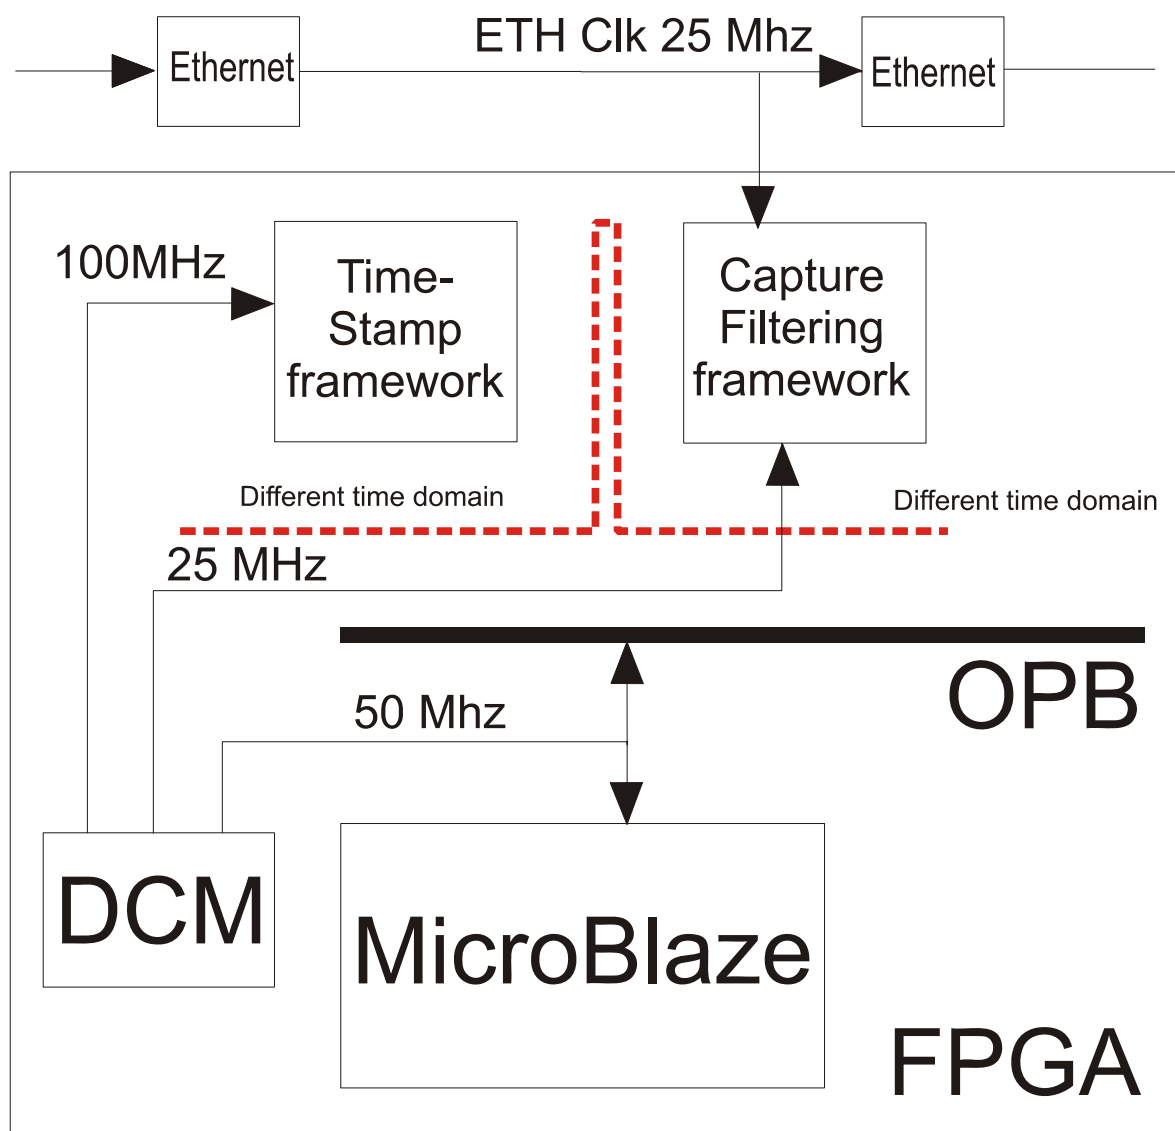 ETH Clk 25 Mhz
Ethernet
Ethernet
100MHz
Time-
Stamp
framework
Capture
Filtering
framework
Different time domain
Different time domain
25 MHz
OPB
50 Mhz
DCM
MicroBlaze
FPGA